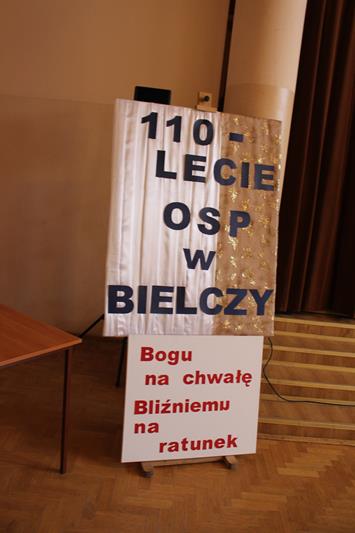 110 -
LECIE
OSP
w
BIELCZY
Bogu
na chwałę
Bliźniemu
na
ratunek